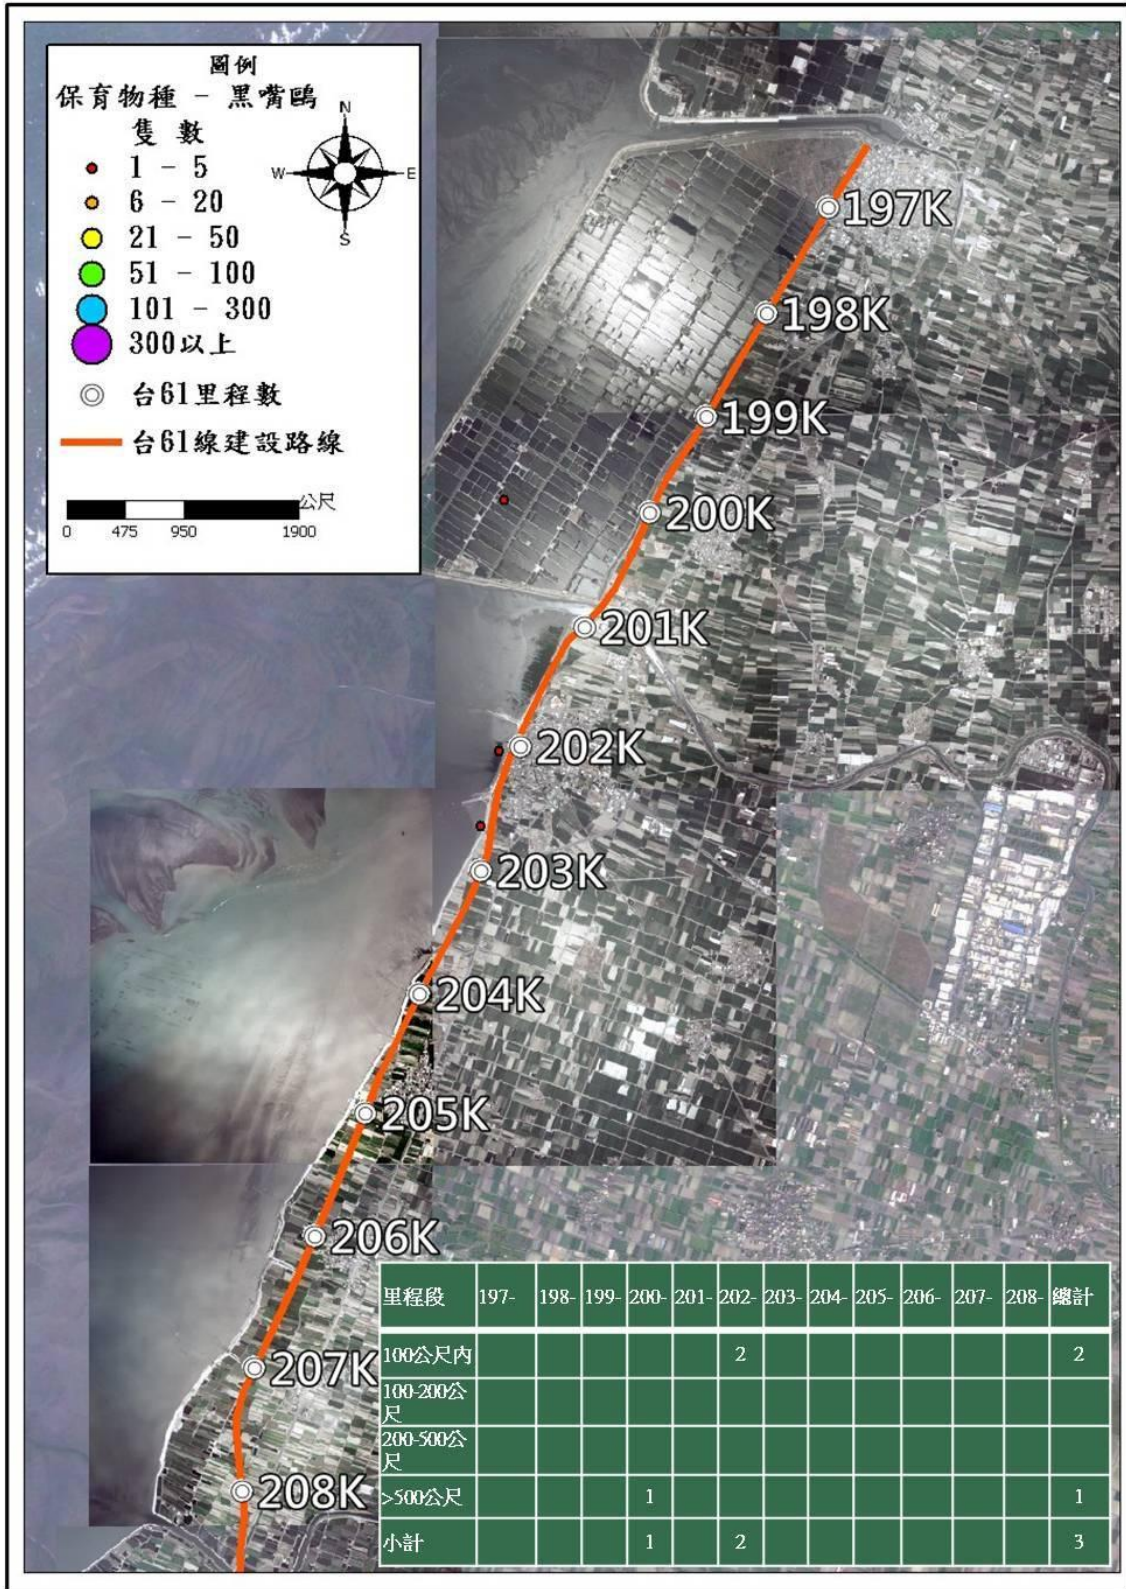 圖例
保育物種 - 黑嘴鷗
隻 數
1 - 5
6 - 20
21 - 50
51 - 100
101 - 300
300以上
台61里程數
台61線建設路線
公尺
0 475 950 1900
N
W E
S
197K
198K
199K
200K
201K
202K
203K
204K
205K
206K
207K
208K
里程段 197- 198- 199- 200- 201- 202- 203- 204- 205- 206- 207- 208- 總計
100公尺內 2 2
100-200公
尺
200-500公
尺
>500公尺 1 1
小計 1 2 3